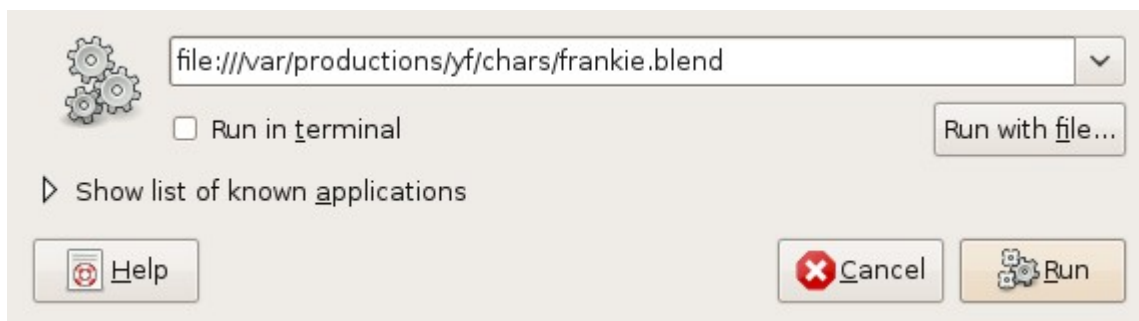 file:///var/productions/yf/chars/frankie.blend
Run in terminal
Run with file...
Show list of known applications
Help
Cancel
Run